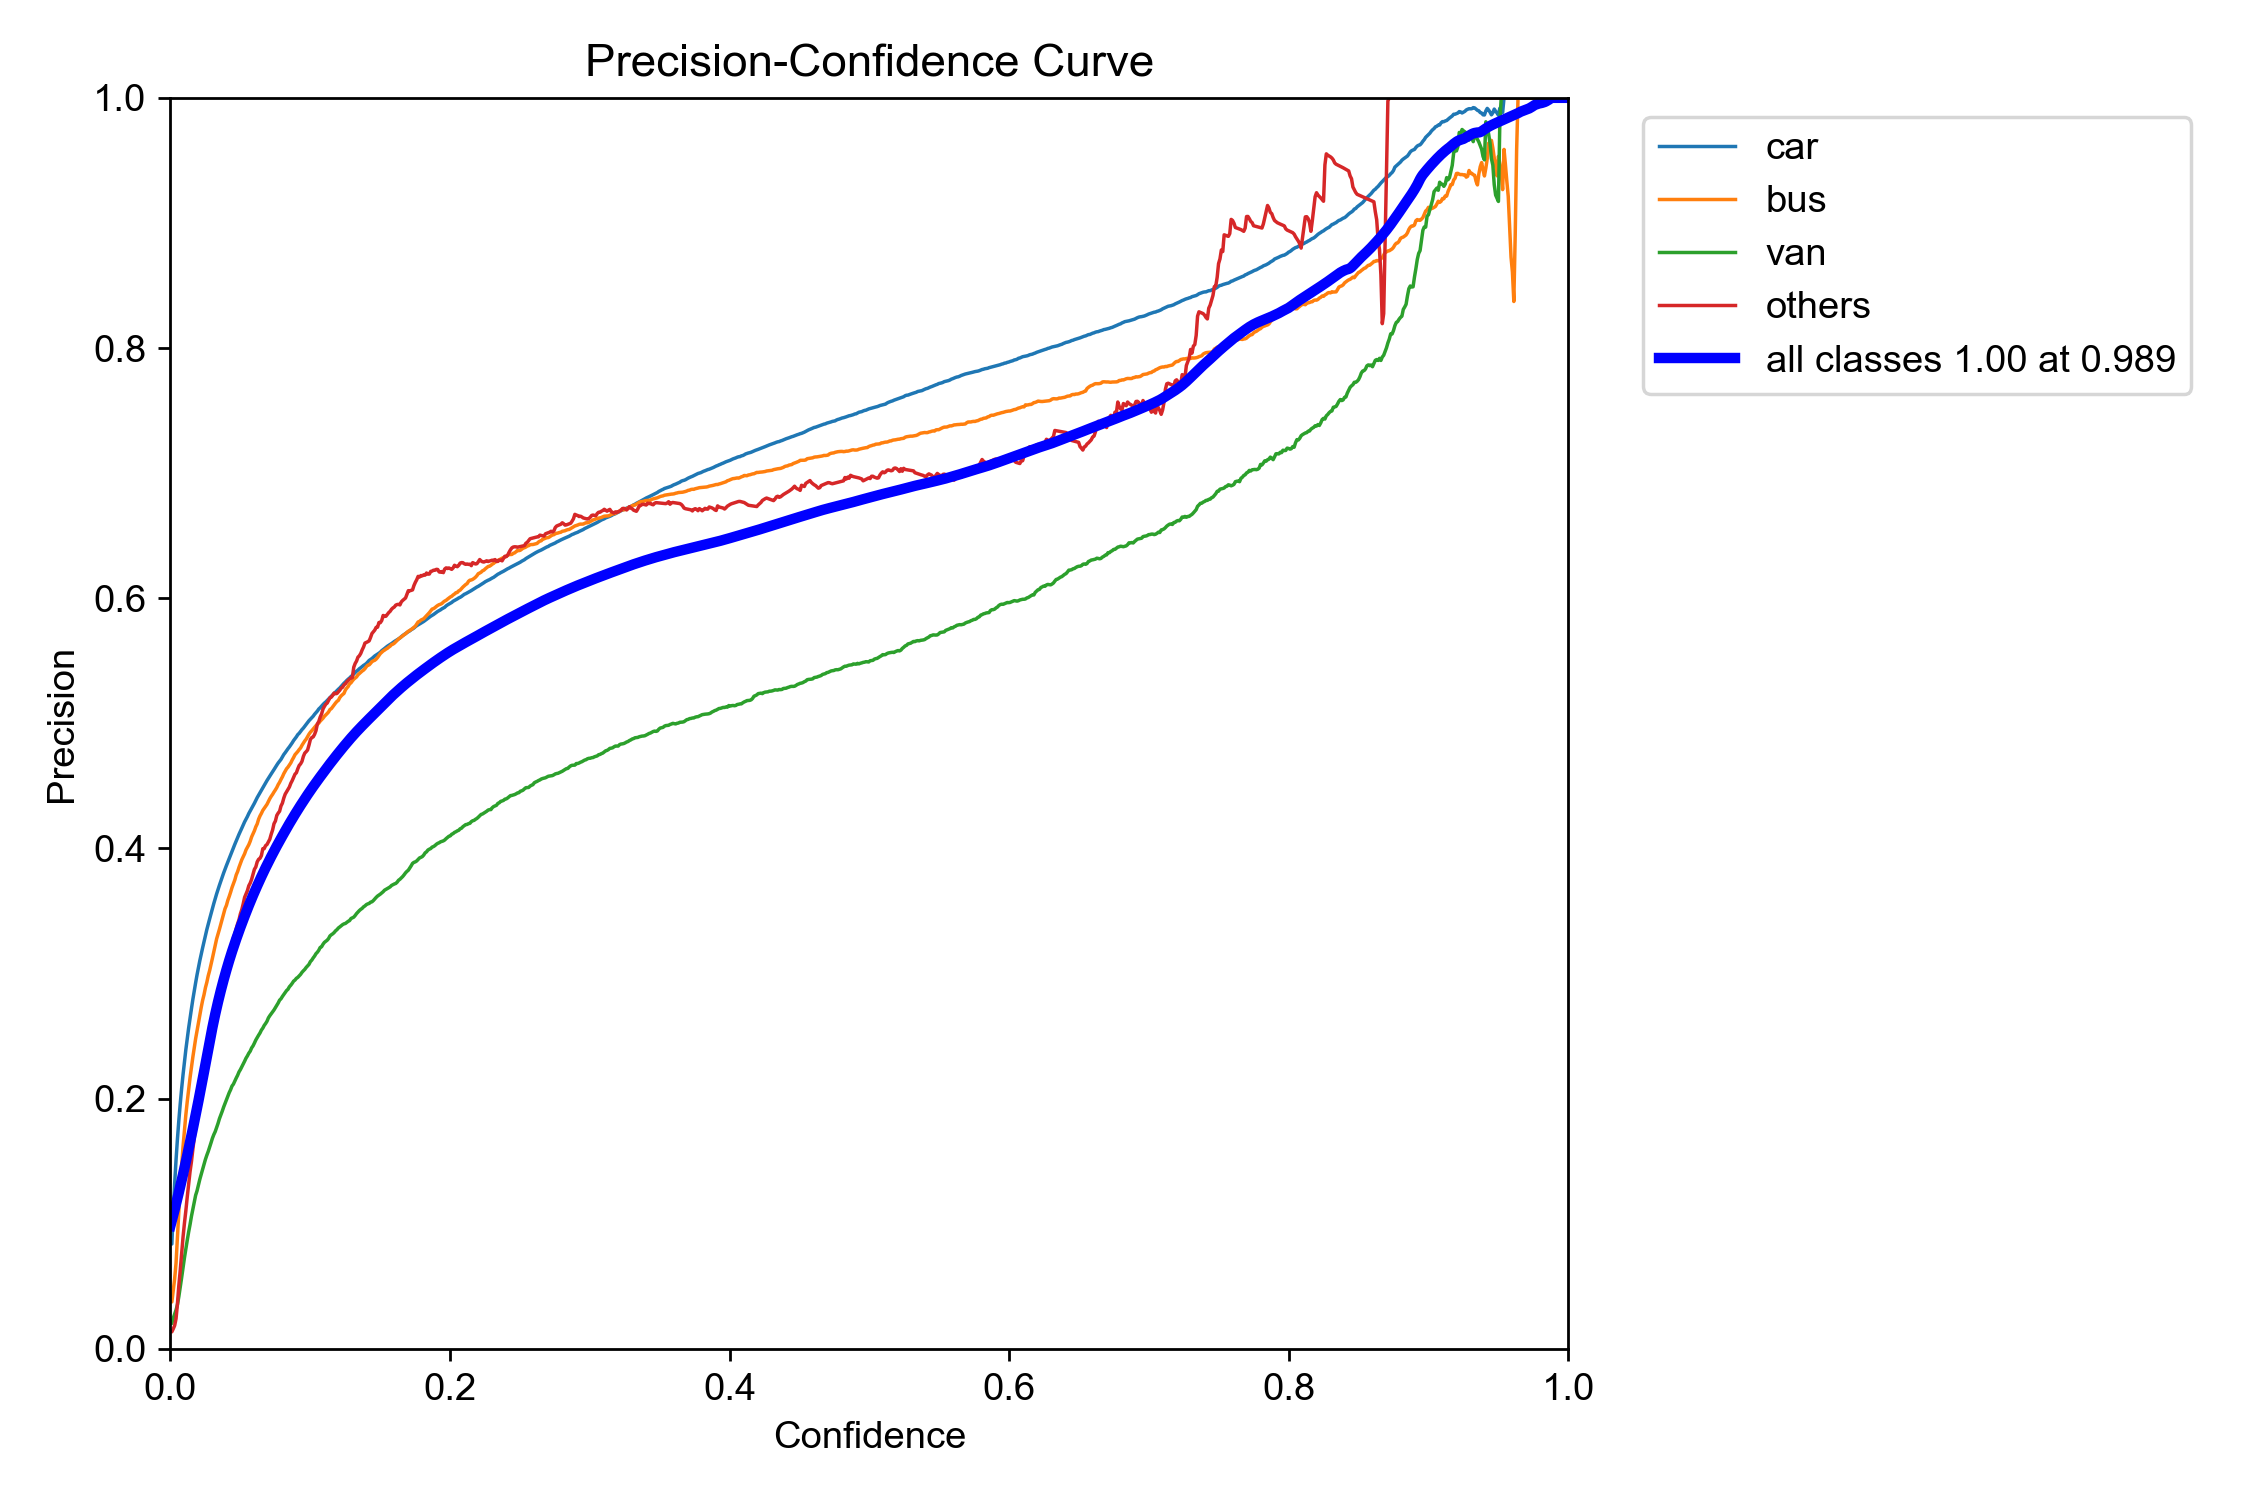 Precision-Confidence Curve
1.0
0.8
0.6
0.4
0.2
0.0
Precision
0.0 0.2 0.4 0.6 0.8 1.0
Confidence
car
bus
van
others
all classes 1.00 at 0.989